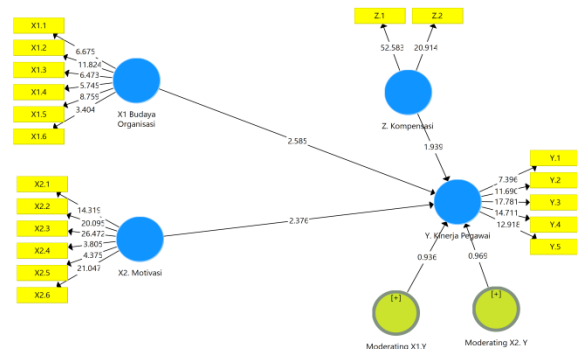 X1.1
X1.2
X1.3
X1.4
X1.5
X1.6
6.675
11.824
6.473
5.745
8.759
3.404
X1 Budaya
Organisasi
Z.1
Z.2
52.583
20.914
Z. Kompensasi
1.939
2.585
2.376
X2.1
X2.2
X2.3
X2.4
X2.5
X2.6
14.319
20.095
26.472
3.805
4.375
21.047
X2. Motivasi
Y.1
Y.2
Y.3
Y.4
Y.5
7.396
11.690
17.781
14.711
12.918
Y. Kinerja Pegawai
0.936
0.969
[+]
[+]
Moderating X1.Y
Moderating X2. Y